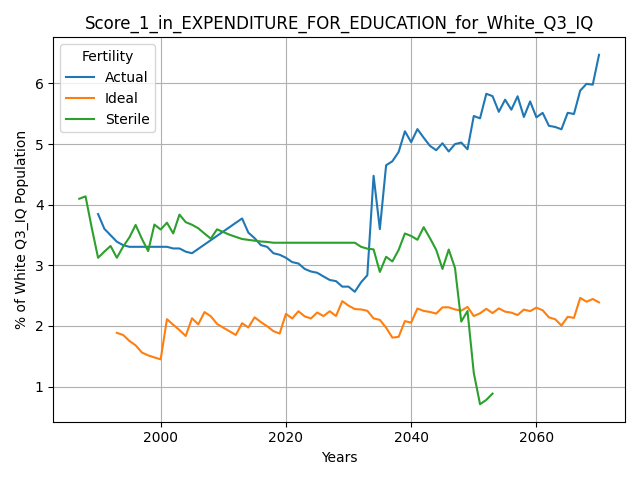 Score_1_in_EXPENDITURE_FOR_EDUCATION_for_White_Q3_IQ
Fertility
Actual
Ideal
Sterile
% of White Q3_IQ Population
6
5
4
3
2
1
2000 2020 2040 2060
Years